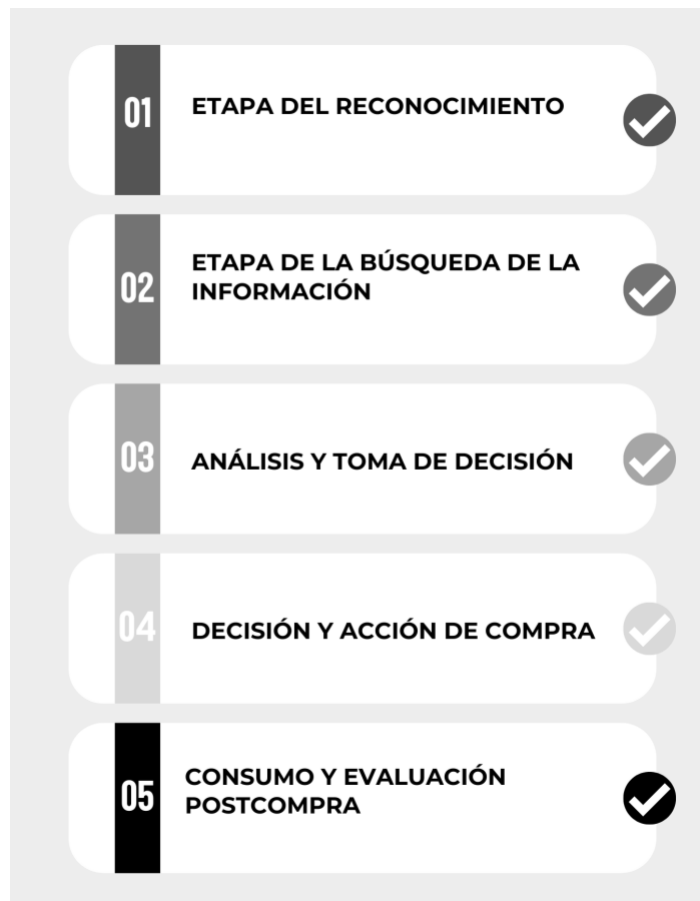 01
ETAPA DEL RECONOCIMIENTO
02
ETAPA DE LA BÚSQUEDA DE LA
INFORMACIÓN
03
ANÁLISIS Y TOMA DE DECISIÓN
04
DECISIÓN Y ACCIÓN DE COMPRA
05
CONSUMO Y EVALUACIÓN
POSTCOMPRA